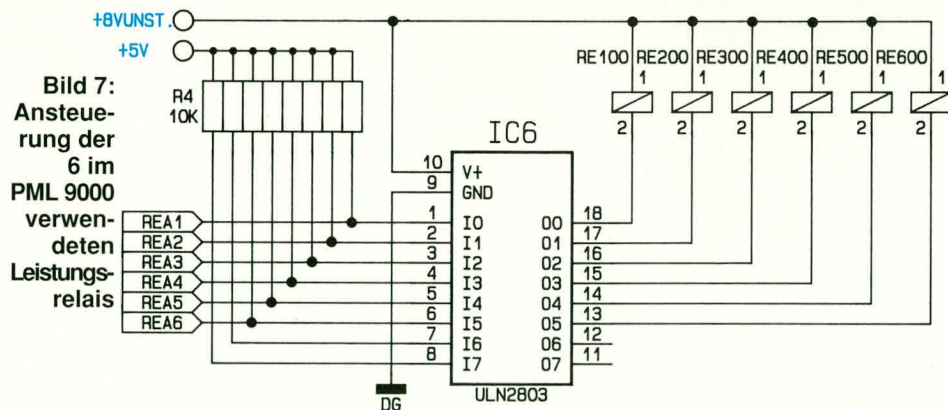 +8VUNST.
+5V
Bild 7:
Ansteue-
rung der
6 im
PML 9000
verwen-
deten
Leistungs-
relais
R4
10K
REA1
REA2
REA3
REA4
REA5
REA6
IC6
10 V+
9 GND
1 I0
2 I1
3 I2
4 I3
5 I4
6 I5
7 I6
8 I7
O0 18
O1 17
O2 16
O3 15
O4 14
O5 13
O6 12
O7 11
ULN2803
DG
RE100 RE200 RE300 RE400 RE500 RE600
1 1 1 1 1 1
2 2 2 2 2 2